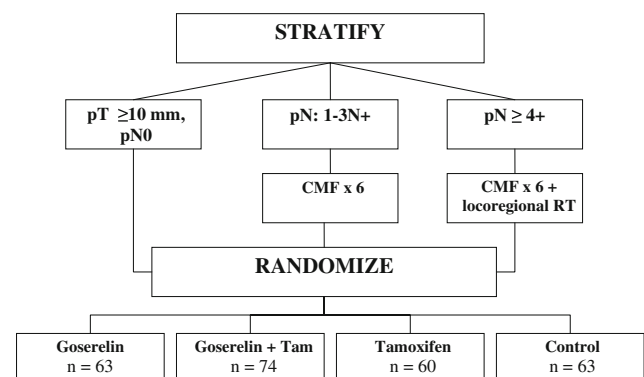 STRATIFY
pT ≥10 mm,
pN0
pN: 1-3N+
pN ≥ 4+
CMF x 6
CMF x 6 +
locoregional RT
RANDOMIZE
Goserelin
n = 63
Goserelin + Tam
n = 74
Tamoxifen
n = 60
Control
n = 63